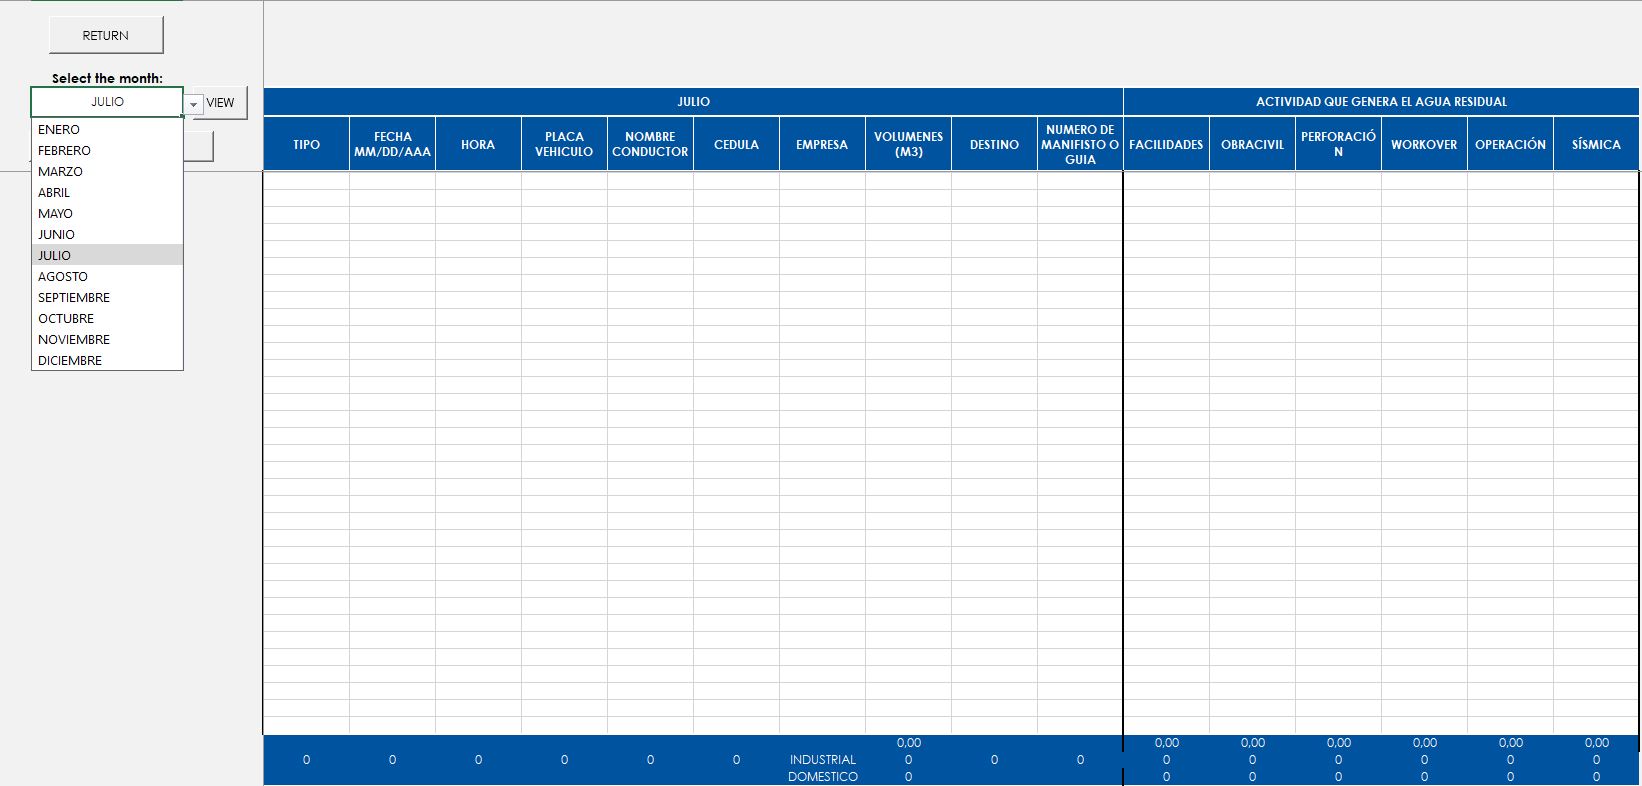 RETURN
Select the month:
JULIO
VIEW
ENERO
FEBRERO
MARZO
ABRIL
MAYO
JUNIO
JULIO
AGOSTO
SEPTIEMBRE
OCTUBRE
NOVIEMBRE
DICIEMBRE
JULIO ACTIVIDAD QUE GENERA EL AGUA RESIDUAL
TIPO
FECHA
MM/DD/AAA
HORA
PLACA
VEHICULO
NOMBRE
CONDUCTOR
CEDULA
EMPRESA
VOLUMENES
(M3)
DESTINO
NUMERO DE
MANIFISTO O
GUIA
FACILIDADES
OBRACIVIL
PERFORACIÓ
N
WORKOVER
OPERACIÓN
SÍSMICA
0,00 0,00 0,00 0,00 0,00 0,00 0,00
0 0 0 0 0 0 INDUSTRIAL 0 0 0 0 0 0 0 0 0
DOMESTICO 0 0 0 0 0 0 0